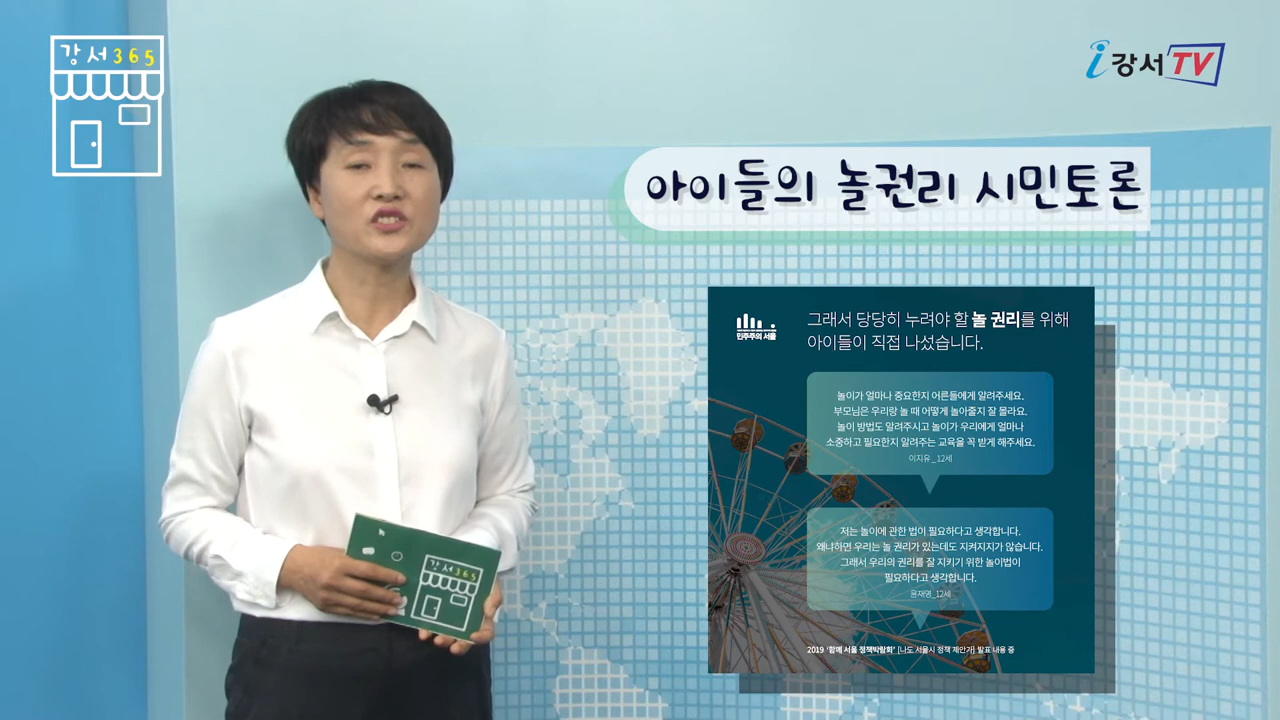 강서365
i강서TV
아이들의 놀권리 시민토론
민주주의 서울
그래서 당당히 누려야 할 놀 권리를 위해
아이들이 직접 나섰습니다.
놀이가 얼마나 중요한지 어른들에게 알려주세요.
부모님은 우리랑 놀 때 어떻게 놀아줄지 잘 몰라요.
놀이 방법도 알려주시고 놀이가 우리에게 얼마나
소중하고 필요한지 알려주는 교육을 꼭 받게 해주세요.
이지유_12세
저는 놀이에 관한 법이 필요하다고 생각합니다.
왜냐하면 우리는 놀 권리가 있는데도 지켜지지가 않습니다.
그래서 우리의 권리를 잘 지키기 위한 놀이법이
필요하다고 생각합니다.
윤재영_12세
2019 '함께 서울 정책박람회' [나도 서울시 정책 제안가] 발표 내용 중
강서365